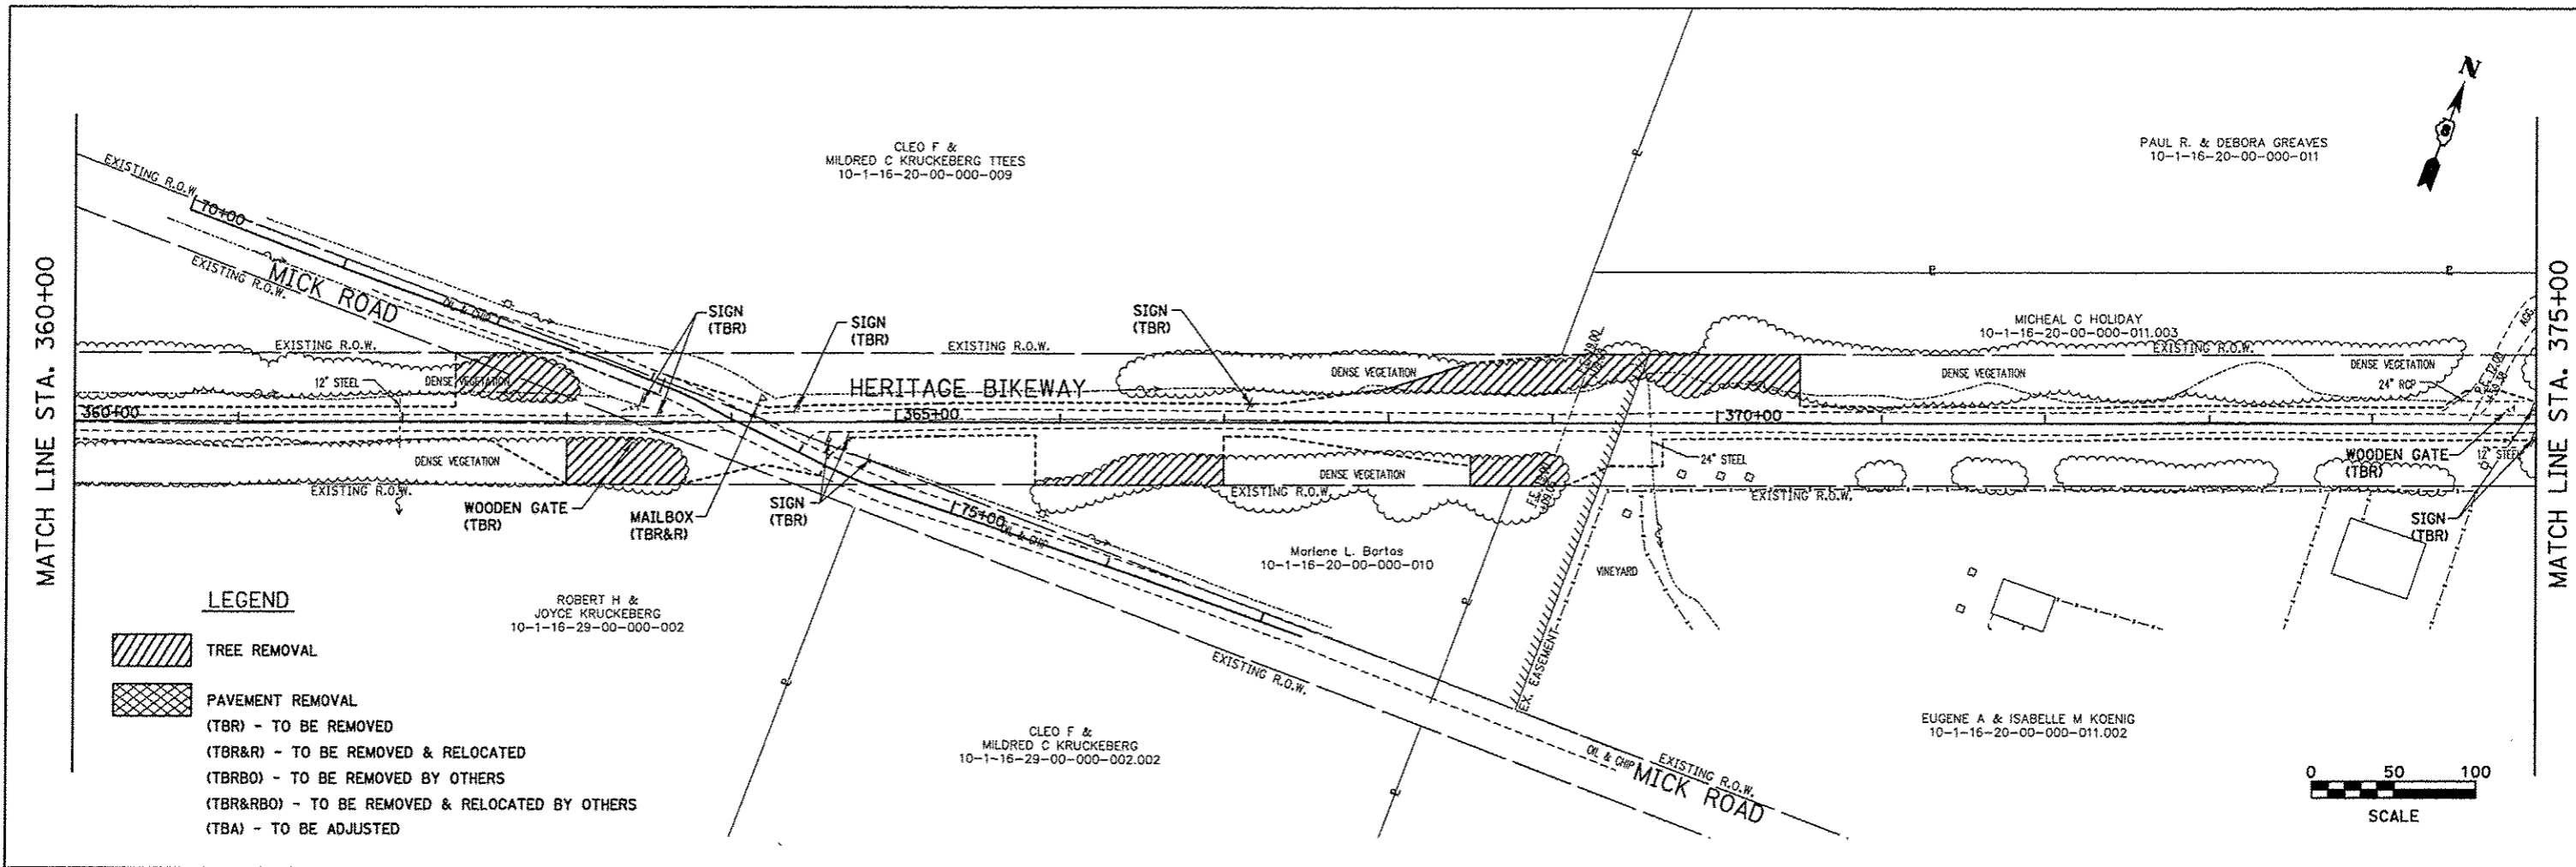 MATCH LINE STA. 360+00
EXISTING R.O.W.
70+00
MICK ROAD
EXISTING R.O.W.
OIL & CHIP
CLEO F &
MILDRED C KRUCKEBERG TTEES
10-1-16-20-00-000-009
PAUL R. & DEBORA GREAVES
10-1-16-20-00-000-011
N
SIGN
(TBR)
SIGN
(TBR)
SIGN
(TBR)
EXISTING R.O.W.
EXISTING R.O.W.
MICHEAL C HOLIDAY
10-1-16-20-00-000-011.003
EXISTING R.O.W.
12" STEEL
DENSE VEGETATION
HERITAGE BIKEWAY
DENSE VEGETATION
DENSE VEGETATION
DENSE VEGETATION
24" RCP
AGG.
360+00
365+00
370+00
DENSE VEGETATION
EXISTING R.O.W.
WOODEN GATE
(TBR)
MAILBOX
(TBR&R)
SIGN
(TBR)
75+00
OIL & CHIP
DENSE VEGETATION
EXISTING R.O.W.
24" STEEL
EXISTING R.O.W.
WOODEN GATE
(TBR)
12" STEEL
SIGN
(TBR)
Marlene L. Bartas
10-1-16-20-00-000-010
VINEYARD
EX. EASEMENT
ROBERT H &
JOYCE KRUCKEBERG
10-1-16-29-00-000-002
EXISTING R.O.W.
CLEO F &
MILDRED C KRUCKEBERG
10-1-16-29-00-000-002.002
OIL & CHIP
MICK ROAD
EXISTING R.O.W.
EUGENE A & ISABELLE M KOENIG
10-1-16-20-00-000-011.002
LEGEND
TREE REMOVAL
PAVEMENT REMOVAL
(TBR) - TO BE REMOVED
(TBR&R) - TO BE REMOVED & RELOCATED
(TBRBO) - TO BE REMOVED BY OTHERS
(TBR&RBO) - TO BE REMOVED & RELOCATED BY OTHERS
(TBA) - TO BE ADJUSTED
0 50 100
SCALE
MATCH LINE STA. 375+00